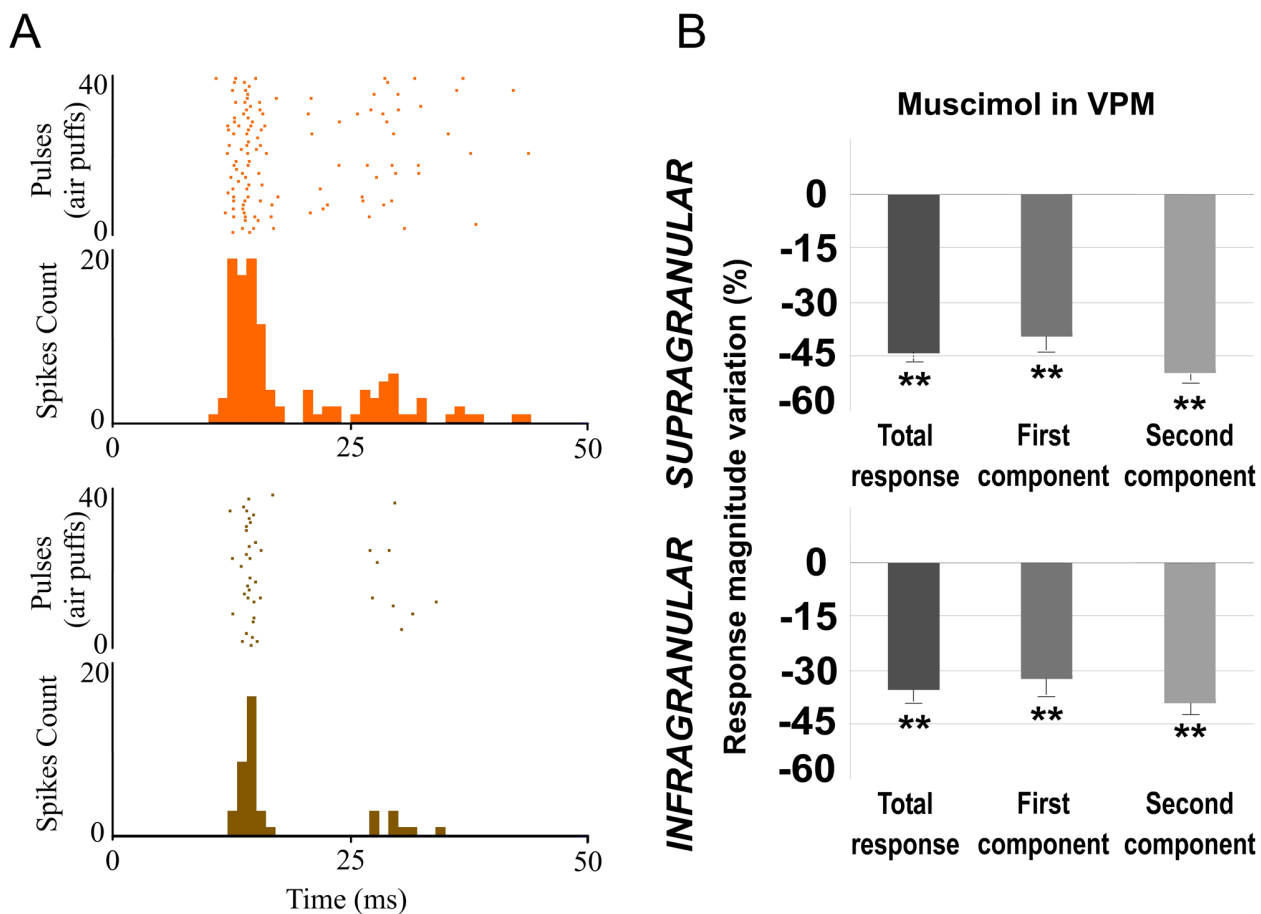 A
40
Pulses
(air puffs)
0
20
Spikes Count
0
0 25 50
40
Pulses
(air puffs)
0
20
Spikes Count
0
0 25 50
Time (ms)
B
Muscimol in VPM
SUPRAGRANULAR
INFRAGRANULAR
Response magnitude variation (%)
0
-15
-30
-45
-60
** ** **
Total First Second
response component component
0
-15
-30
-45
-60
** ** **
Total First Second
response component component